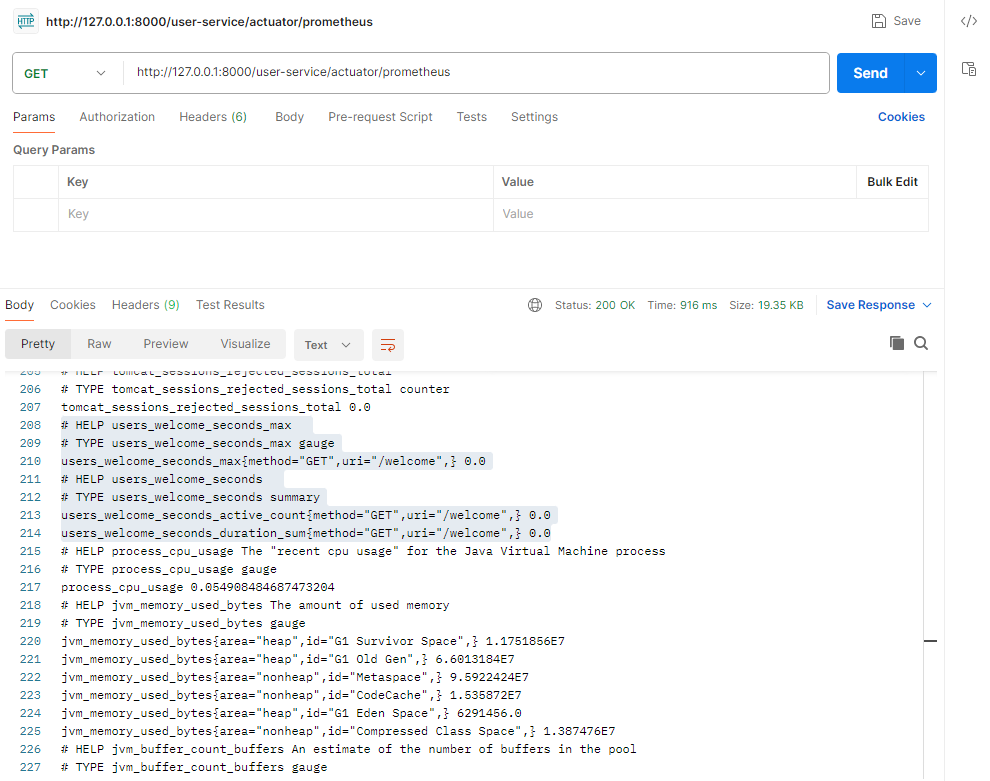 HTTP http://127.0.0.1:8000/user-service/actuator/prometheus Save </>
GET http://127.0.0.1:8000/user-service/actuator/prometheus Send
Params Authorization Headers (6) Body Pre-request Script Tests Settings Cookies
Query Params
Key Value Bulk Edit
Key Value
Body Cookies Headers (9) Test Results Status: 200 OK Time: 916 ms Size: 19.35 KB Save Response
Pretty Raw Preview Visualize Text
205 # HELP tomcat_sessions_rejected_sessions_total
206 # TYPE tomcat_sessions_rejected_sessions_total counter
207 tomcat_sessions_rejected_sessions_total 0.0
208 # HELP users_welcome_seconds_max
209 # TYPE users_welcome_seconds_max gauge
210 users_welcome_seconds_max{method="GET",uri="/welcome",} 0.0
211 # HELP users_welcome_seconds
212 # TYPE users_welcome_seconds summary
213 users_welcome_seconds_active_count{method="GET",uri="/welcome",} 0.0
214 users_welcome_seconds_duration_sum{method="GET",uri="/welcome",} 0.0
215 # HELP process_cpu_usage The "recent cpu usage" for the Java Virtual Machine process
216 # TYPE process_cpu_usage gauge
217 process_cpu_usage 0.054908484687473204
218 # HELP jvm_memory_used_bytes The amount of used memory
219 # TYPE jvm_memory_used_bytes gauge
220 jvm_memory_used_bytes{area="heap",id="G1 Survivor Space",} 1.1751856E7
221 jvm_memory_used_bytes{area="heap",id="G1 Old Gen",} 6.6013184E7
222 jvm_memory_used_bytes{area="nonheap",id="Metaspace",} 9.5922424E7
223 jvm_memory_used_bytes{area="nonheap",id="CodeCache",} 1.535872E7
224 jvm_memory_used_bytes{area="heap",id="G1 Eden Space",} 6291456.0
225 jvm_memory_used_bytes{area="nonheap",id="Compressed Class Space",} 1.387476E7
226 # HELP jvm_buffer_count_buffers An estimate of the number of buffers in the pool
227 # TYPE jvm_buffer_count_buffers gauge